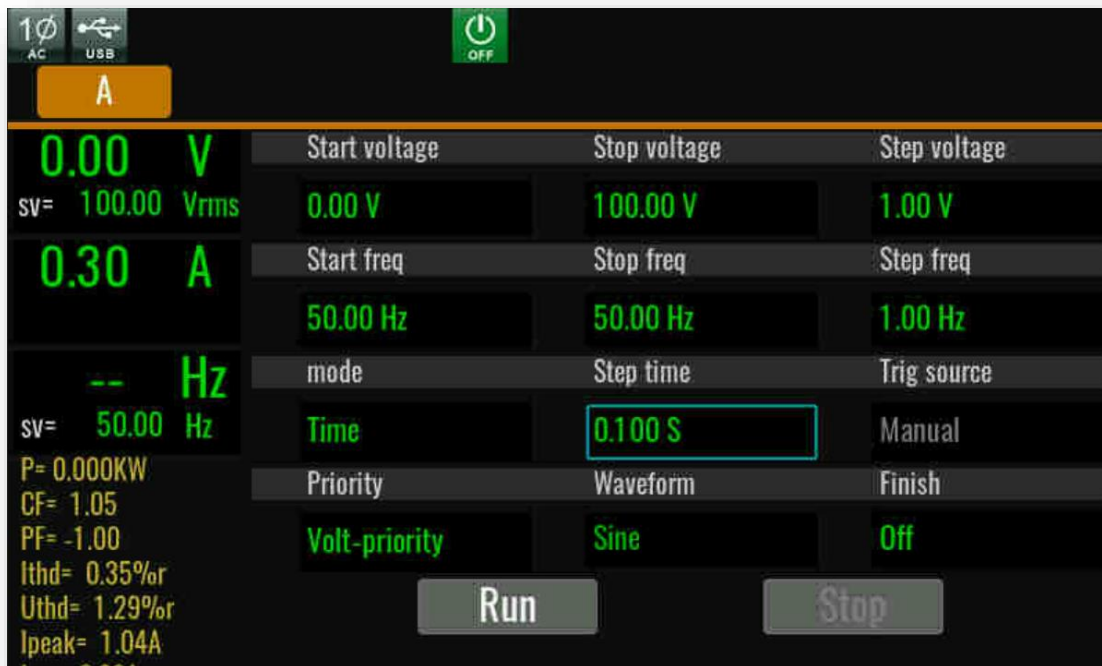 1Ø AC USB OFF
A
0.00 V
sv= 100.00 Vrms
0.30 A
-- Hz
sv= 50.00 Hz
P= 0.000KW
CF= 1.05
PF= -1.00
Ithd= 0.35%r
Uthd= 1.29%r
Ipeak= 1.04A
Start voltage Stop voltage Step voltage
0.00 V 100.00 V 1.00 V
Start freq Stop freq Step freq
50.00 Hz 50.00 Hz 1.00 Hz
mode Step time Trig source
Time 0.100 S Manual
Priority Waveform Finish
Volt-priority Sine Off
Run Stop